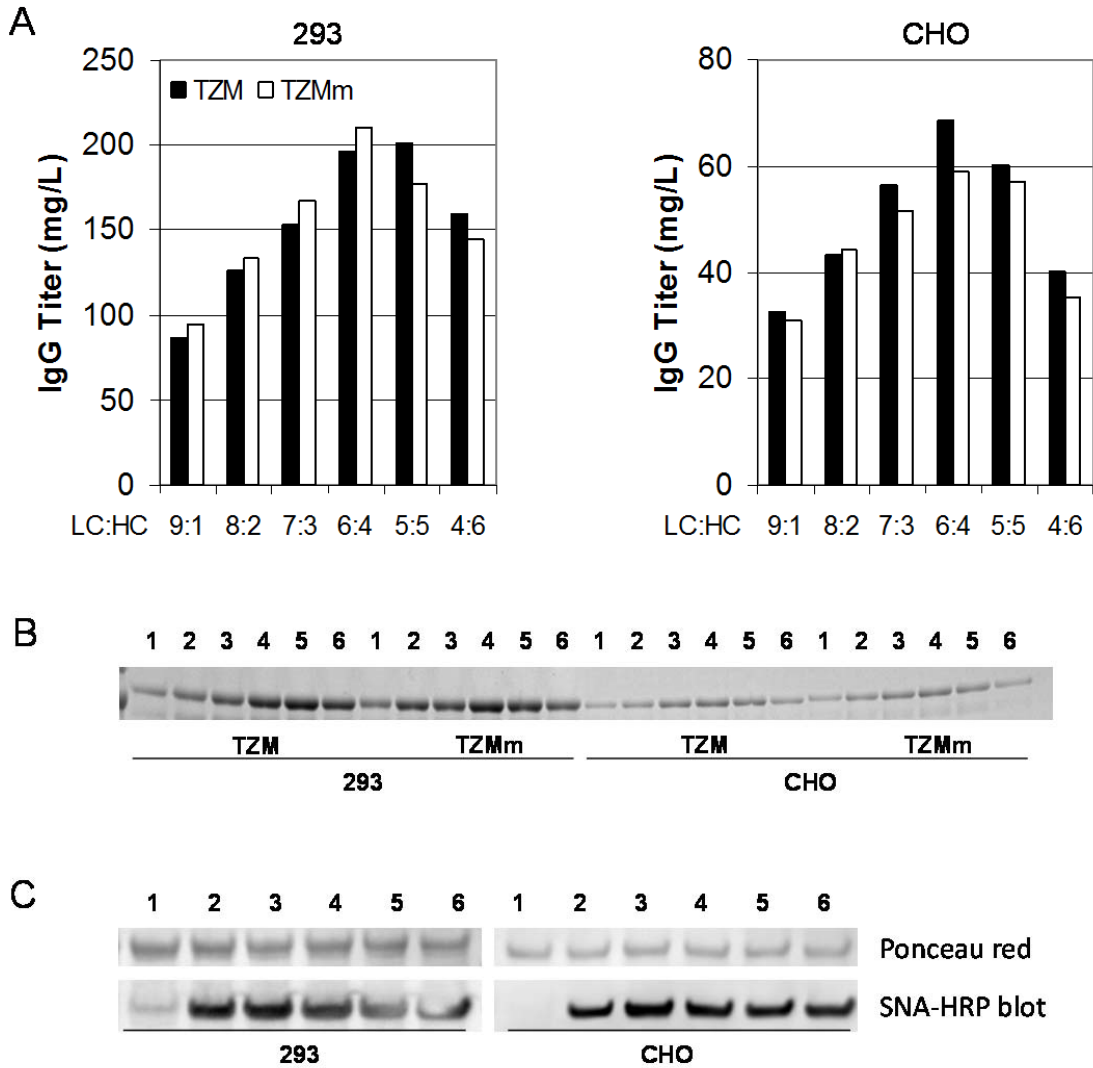 A
293
250
200
150
100
50
0
IgG Titer (mg/L)
TZM TZMm
LC:HC 9:1 8:2 7:3 6:4 5:5 4:6
CHO
80
60
40
20
0
IgG Titer (mg/L)
LC:HC 9:1 8:2 7:3 6:4 5:5 4:6
B
1 2 3 4 5 6 1 2 3 4 5 6 1 2 3 4 5 6 1 2 3 4 5 6
TZM TZMm TZM TZMm
293 CHO
C
1 2 3 4 5 6 1 2 3 4 5 6
Ponceau red
SNA-HRP blot
293 CHO